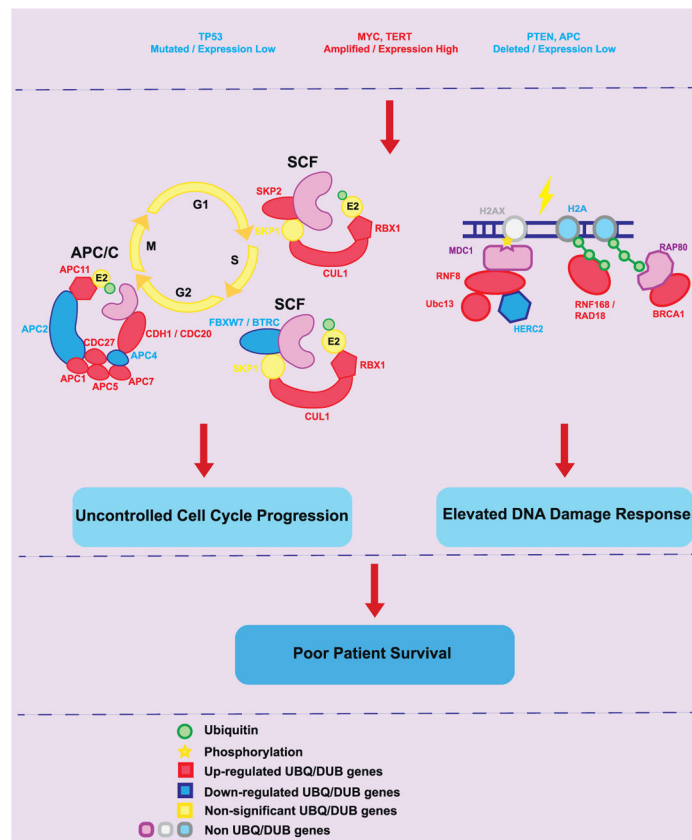 TP53
Mutated / Expression Low
MYC, TERT
Amplified / Expression High
PTEN, APC
Deleted / Expression Low
SCF
SKP2
E2
SKP1
RBX1
CUL1
G1
S
G2
M
APC/C
APC11
E2
APC2
CDC27
CDH1 / CDC20
APC4
APC1
APC5
APC7
SCF
FBXW7 / BTRC
E2
SKP1
RBX1
CUL1
H2AX
H2A
MDC1
RAP80
RNF8
Ubc13
HERC2
RNF168 /
RAD18
BRCA1
Uncontrolled Cell Cycle Progression
Elevated DNA Damage Response
Poor Patient Survival
Ubiquitin
Phosphorylation
Up-regulated UBQ/DUB genes
Down-regulated UBQ/DUB genes
Non-significant UBQ/DUB genes
Non UBQ/DUB genes